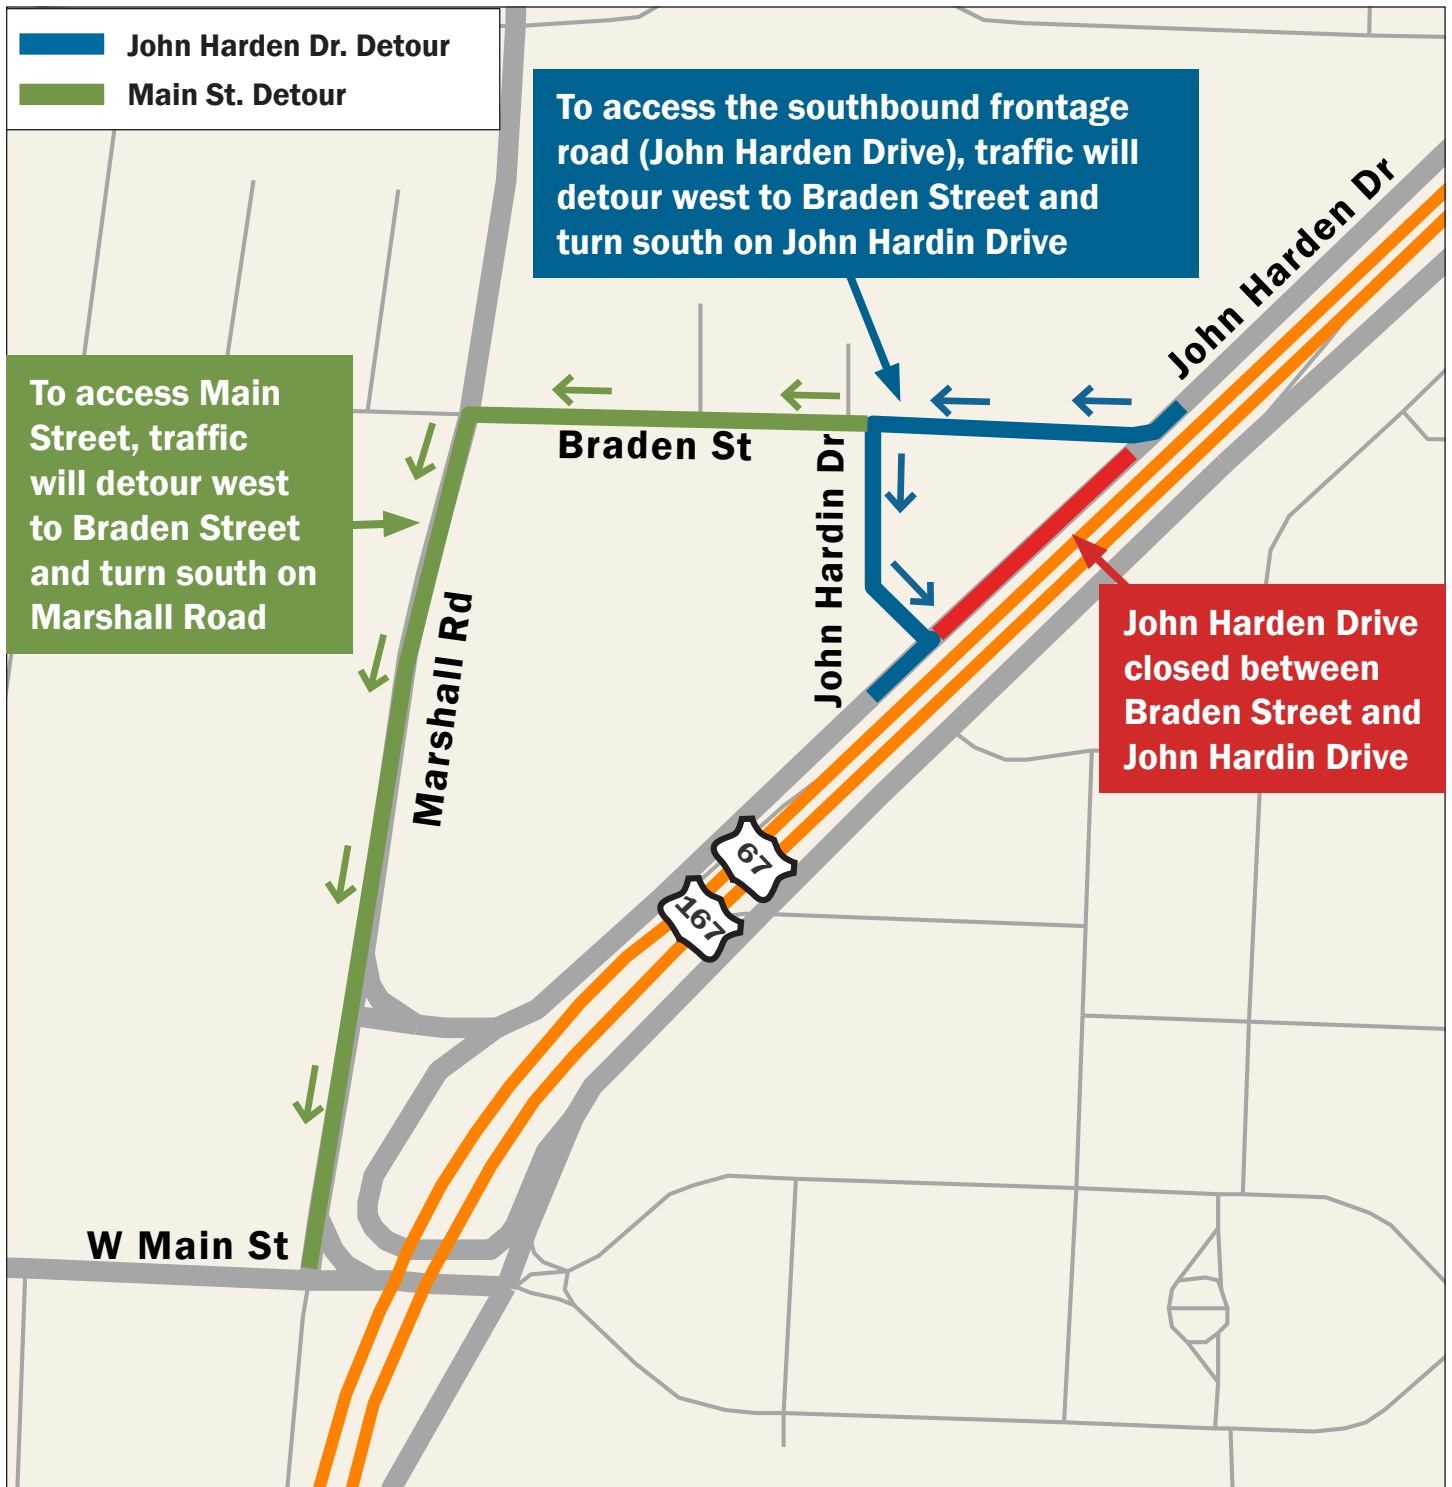 John Harden Dr. Detour
Main St. Detour
To access the southbound frontage
road (John Harden Drive), traffic will
detour west to Braden Street and
turn south on John Hardin Drive
John Harden Dr
To access Main
Street, traffic
will detour west
to Braden Street
and turn south on
Marshall Road
Braden St
John Hardin Dr
Marshall Rd
John Harden Drive
closed between
Braden Street and
John Hardin Drive
67
167
W Main St